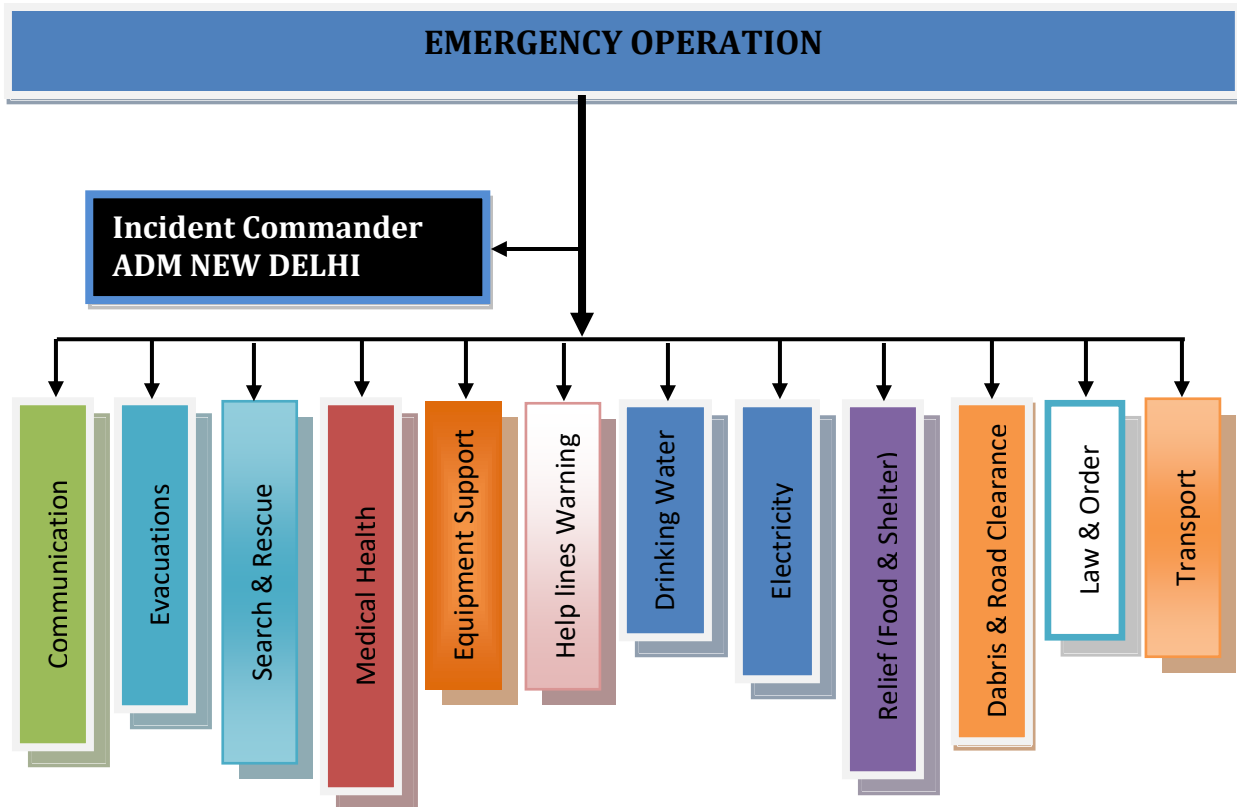 EMERGENCY OPERATION
Incident Commander
ADM NEW DELHI
Communication
Evacuations
Search & Rescue
Medical Health
Equipment Support
Help lines Warning
Drinking Water
Electricity
Relief (Food & Shelter)
Dabris & Road Clearance
Law & Order
Transport